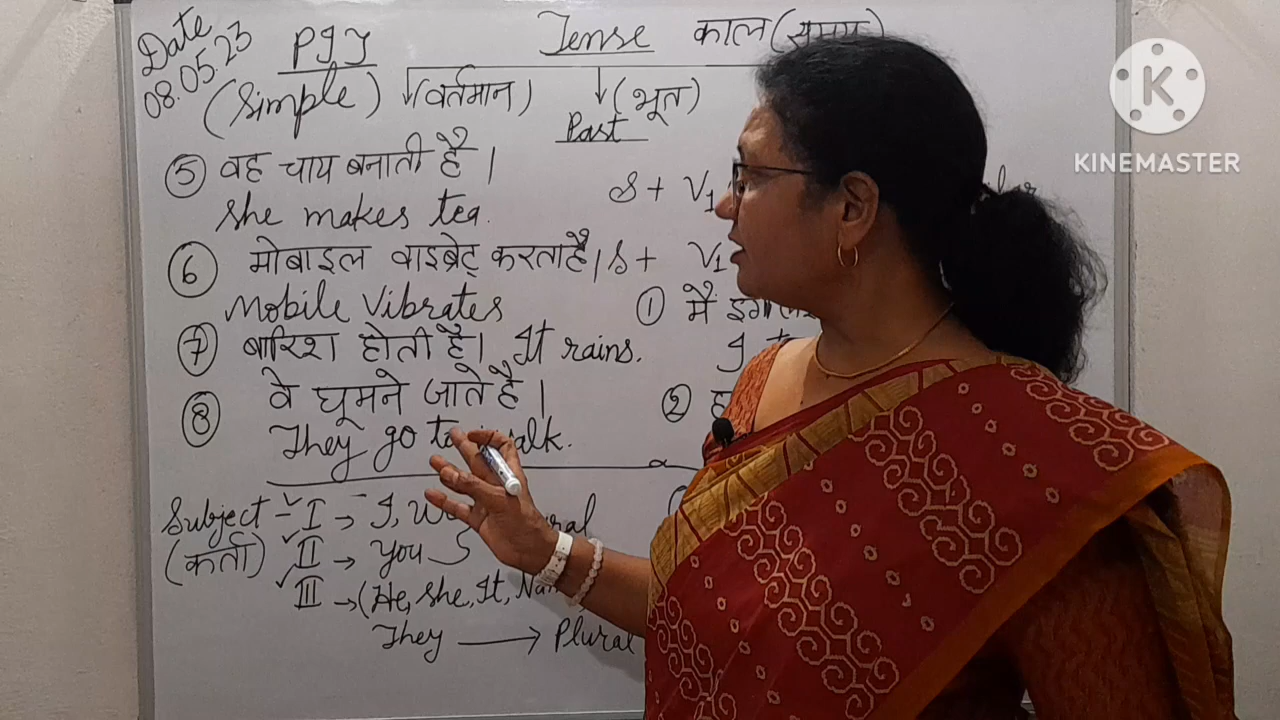 Date
08.05.23
PIJ
(Simple)
Tense काल (समय)
(वर्तमान)
(भूत)
Past
⑤ वह चाय बनाती है।
She makes tea.
⑥ मोबाइल वाइब्रेट् करता है।
Mobile Vibrates
⑦ बारिश होती है। It rains.
⑧ वे घूमने जाते है।
They go to walk.
S + V1
S + V1
① मै
I
②
Subject - I → I,
(कर्ता) II → You
III → (He, She, It,
They → Plural
K
KINEMASTER